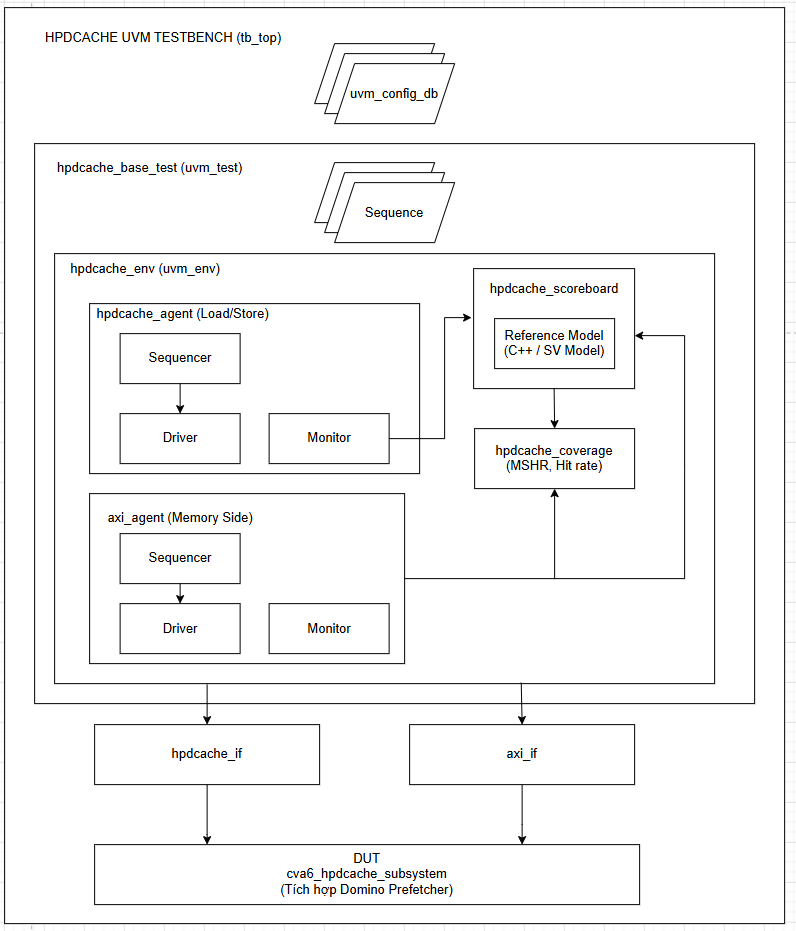 HPDCACHE UVM TESTBENCH (tb_top)
uvm_config_db
hpdcache_base_test (uvm_test)
Sequence
hpdcache_env (uvm_env)
hpdcache_agent (Load/Store)
Sequencer
Driver
Monitor
hpdcache_scoreboard
Reference Model
(C++ / SV Model)
hpdcache_coverage
(MSHR, Hit rate)
axi_agent (Memory Side)
Sequencer
Driver
Monitor
hpdcache_if
axi_if
DUT
cva6_hpdcache_subsystem
(Tích hợp Domino Prefetcher)